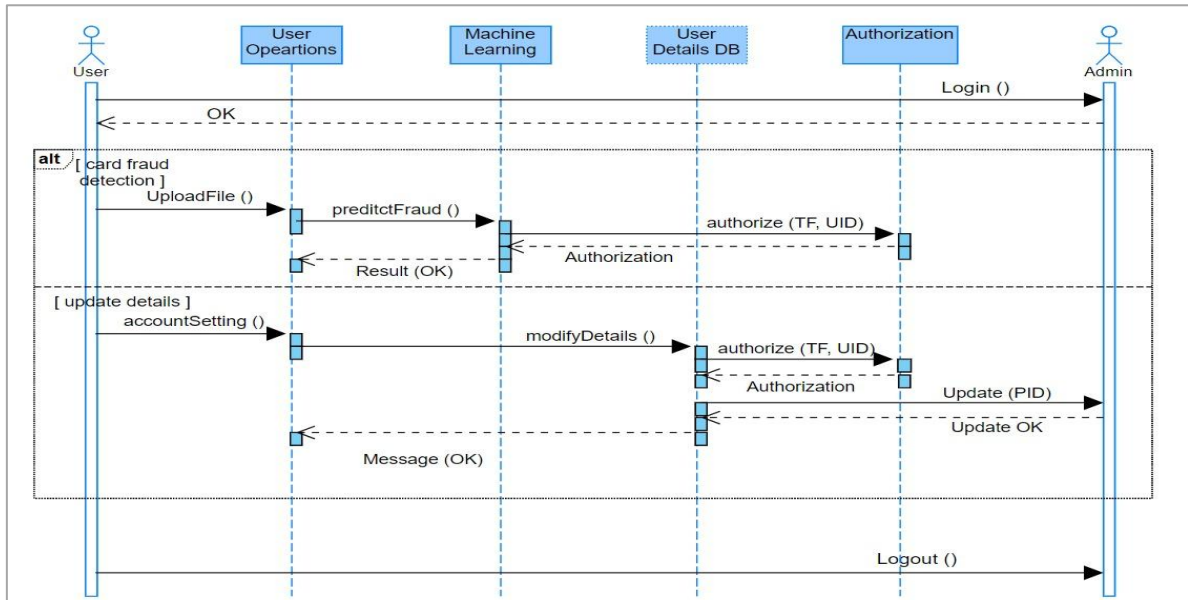 User
Opeartions
Machine
Learning
User
Details DB
Authorization
User
Admin
Login ()
OK
alt
[ card fraud
detection ]
UploadFile ()
preditctFraud ()
authorize (TF, UID)
Authorization
Result (OK)
[ update details ]
accountSetting ()
modifyDetails ()
authorize (TF, UID)
Authorization
Update (PID)
Update OK
Message (OK)
Logout ()